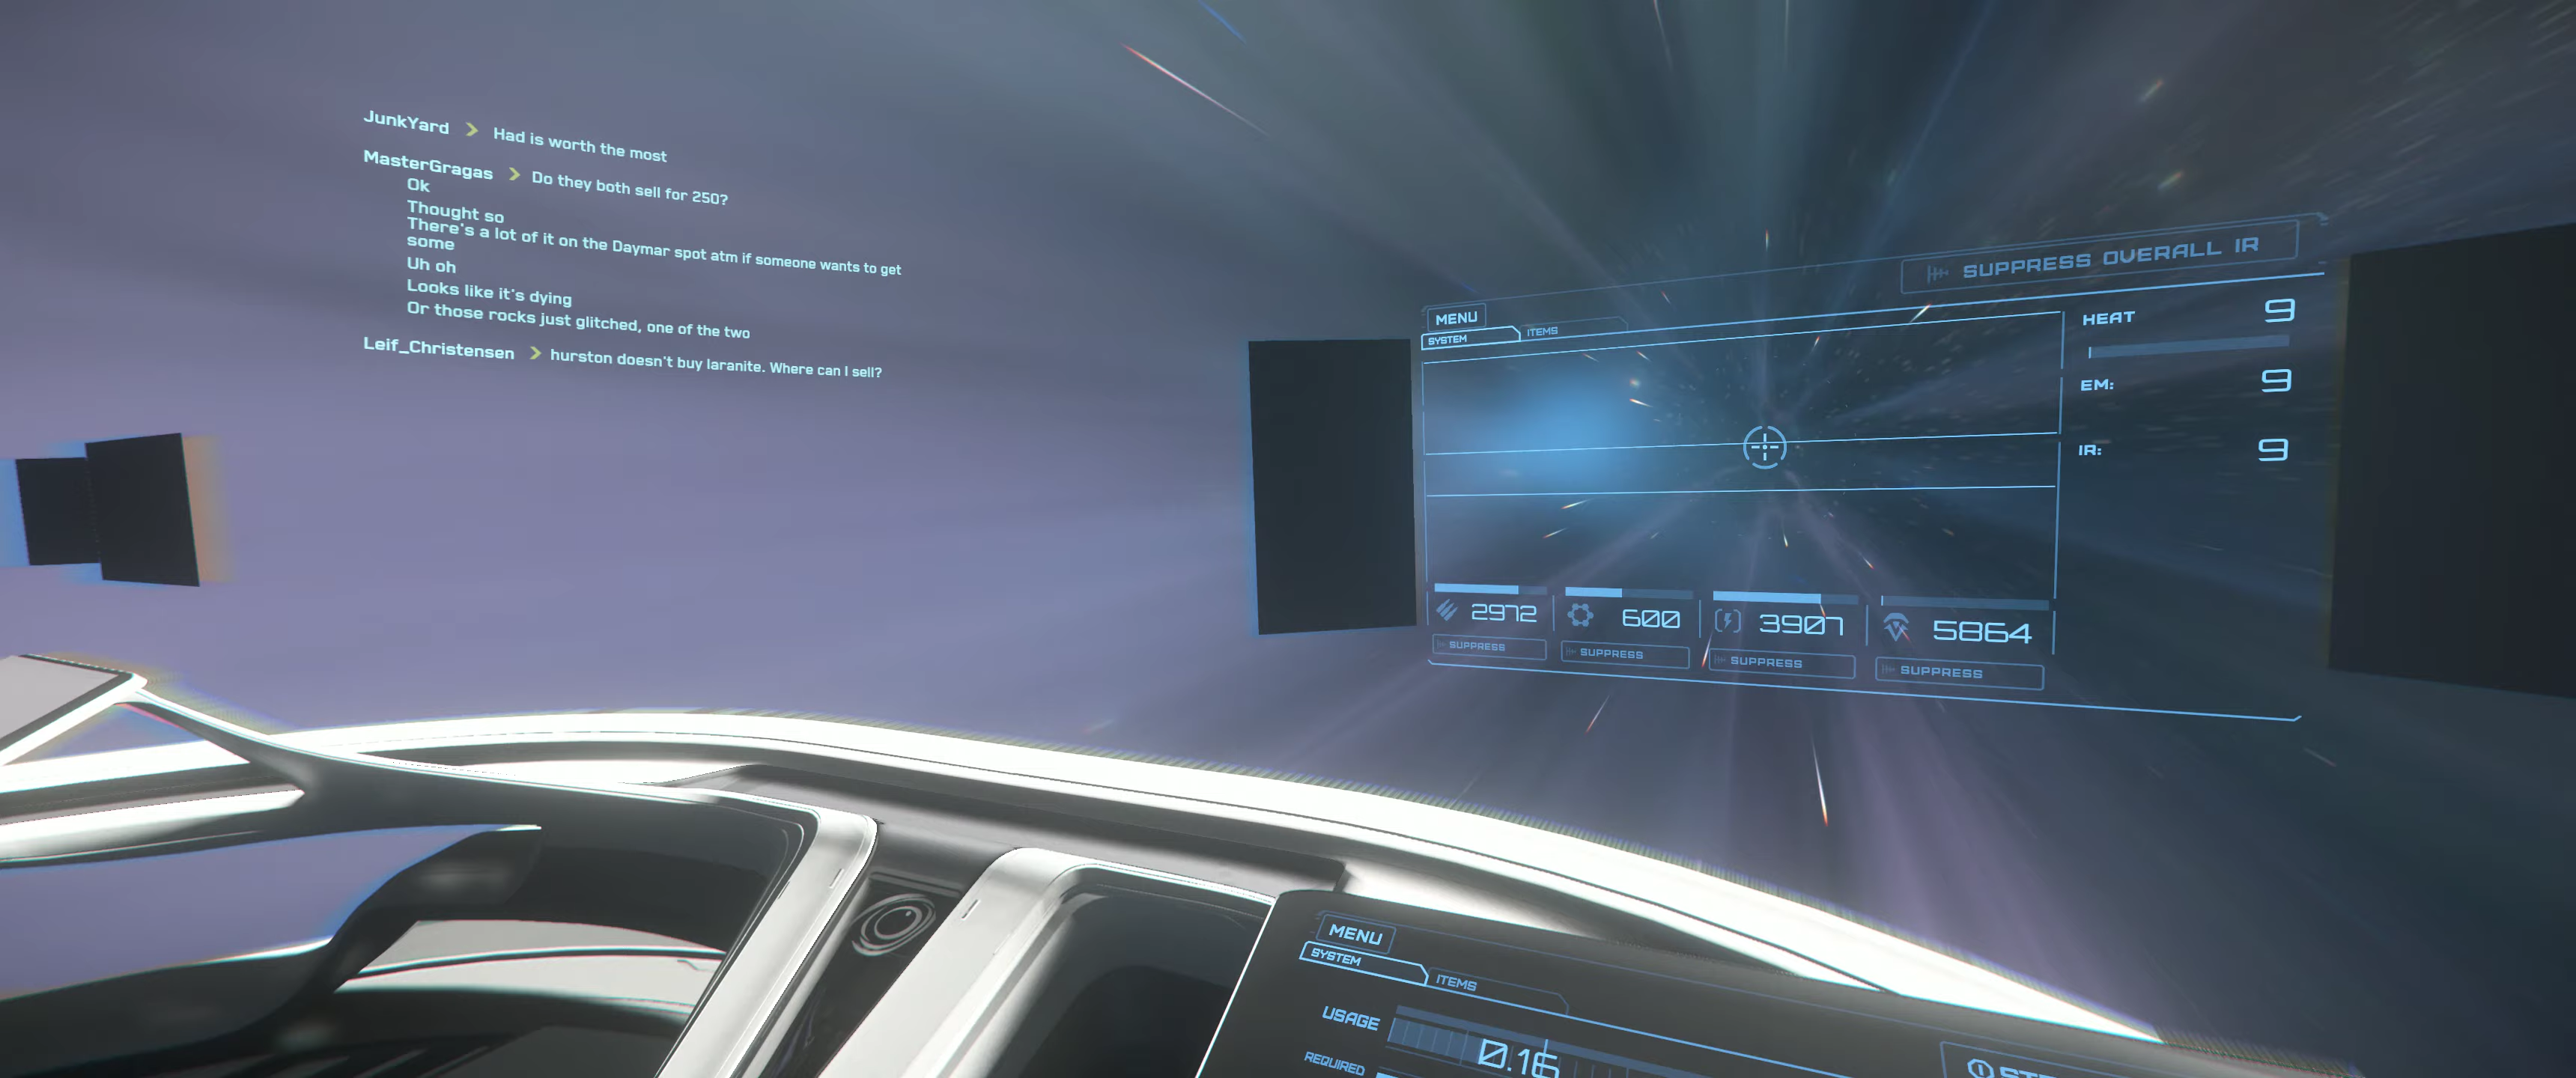 JunkYard > Had is worth the most
MasterGragas > Do they both sell for 250?
Ok
Thought so
There's a lot of it on the Daymar spot atm if someone wants to get
some
Uh oh
Looks like it's dying
Or those rocks just glitched, one of the two
Leif_Christensen > hurston doesn't buy laranite. Where can I sell?
SUPPRESS OVERALL IR
MENU
SYSTEM ITEMS
HEAT 9
EM: 9
IR: 9
2972 600 3907 5864
SUPPRESS SUPPRESS SUPPRESS SUPPRESS
MENU
SYSTEM ITEMS
USAGE 0.16
REQUIRED